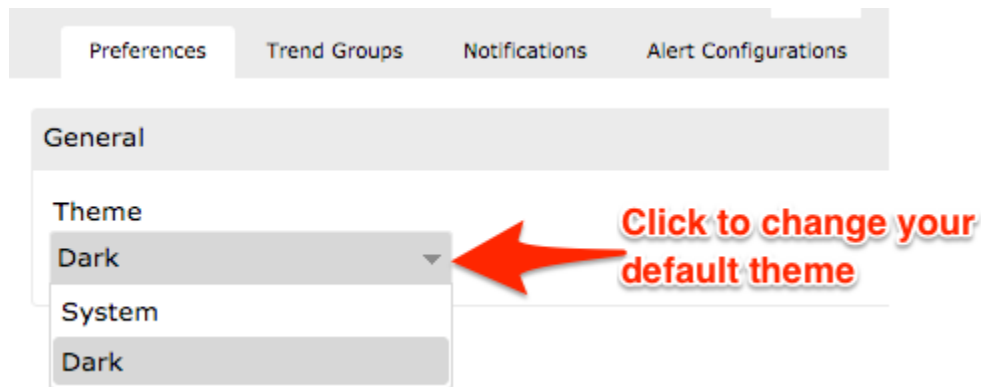 Preferences Trend Groups Notifications Alert Configurations
General
Theme
Dark
Click to change your
default theme
System
Dark